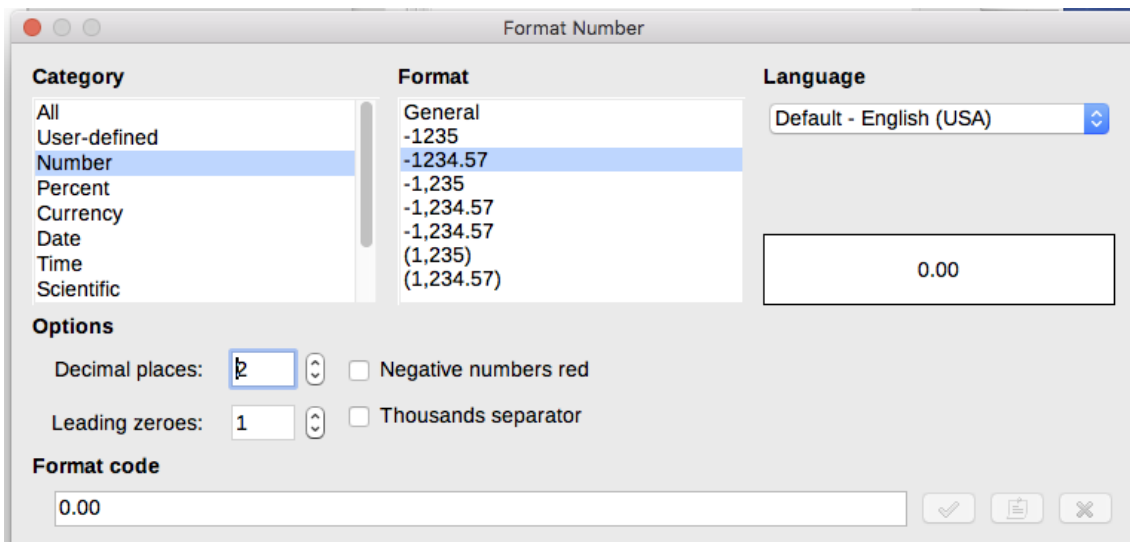 Format Number
Category
All
User-defined
Number
Percent
Currency
Date
Time
Scientific
Format
General
-1235
-1234.57
-1,235
-1,234.57
-1,234.57
(1,235)
(1,234.57)
Language
Default - English (USA)
0.00
Options
Decimal places: 2
Negative numbers red
Leading zeroes: 1
Thousands separator
Format code
0.00